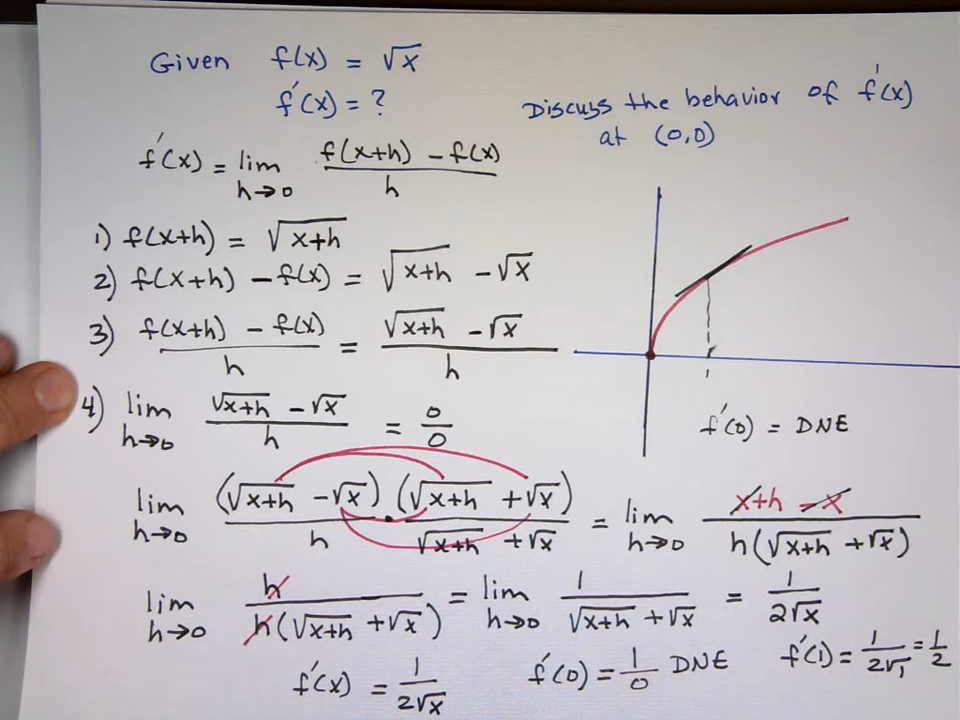 Given f(x) = √x
f'(x) = ?
Discuss the behavior of f'(x)
at (0,0)
f'(x) = lim h→0 (f(x+h) - f(x))/h
1) f(x+h) = √(x+h)
2) f(x+h) - f(x) = √(x+h) - √x
3) (f(x+h) - f(x))/h = (√(x+h) - √x)/h
4) lim h→0 (√(x+h) - √x)/h = 0/0
f'(0) = DNE
lim h→0 (√(x+h) - √x)/h · (√(x+h) + √x)/(√(x+h) + √x) = lim h→0 (x+h - x)/(h(√(x+h) + √x))
lim h→0 h/(h(√(x+h) + √x)) = lim h→0 1/(√(x+h) + √x) = 1/(2√x)
f'(x) = 1/(2√x) f'(0) = 1/0 DNE f'(1) = 1/(2√1) = 1/2